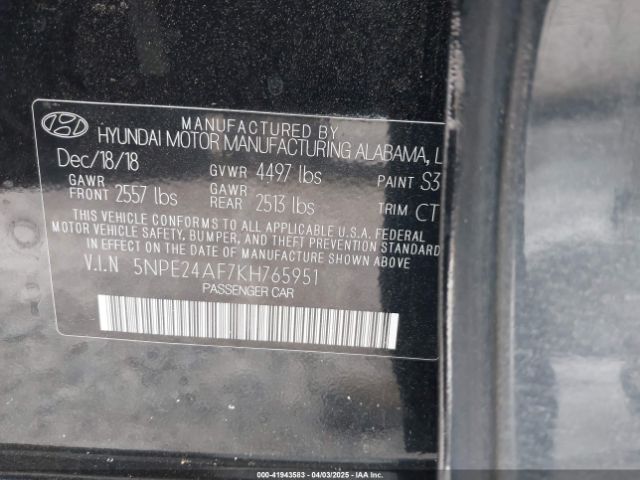 MANUFACTURED BY
HYUNDAI MOTOR MANUFACTURING ALABAMA, L
Dec/18/18 GVWR 4497 lbs PAINT S3
GAWR FRONT 2557 lbs GAWR REAR 2513 lbs TRIM CT
THIS VEHICLE CONFORMS TO ALL APPLICABLE U.S.A. FEDERAL
MOTOR VEHICLE SAFETY, BUMPER, AND THEFT PREVENTION STANDARD
IN EFFECT ON THE DATE OF MANUFACTURE SHOWN ABOVE.
V.I.N 5NPE24AF7KH765951
PASSENGER CAR
000-41943583 - 04/03/2025 - IAA Inc.